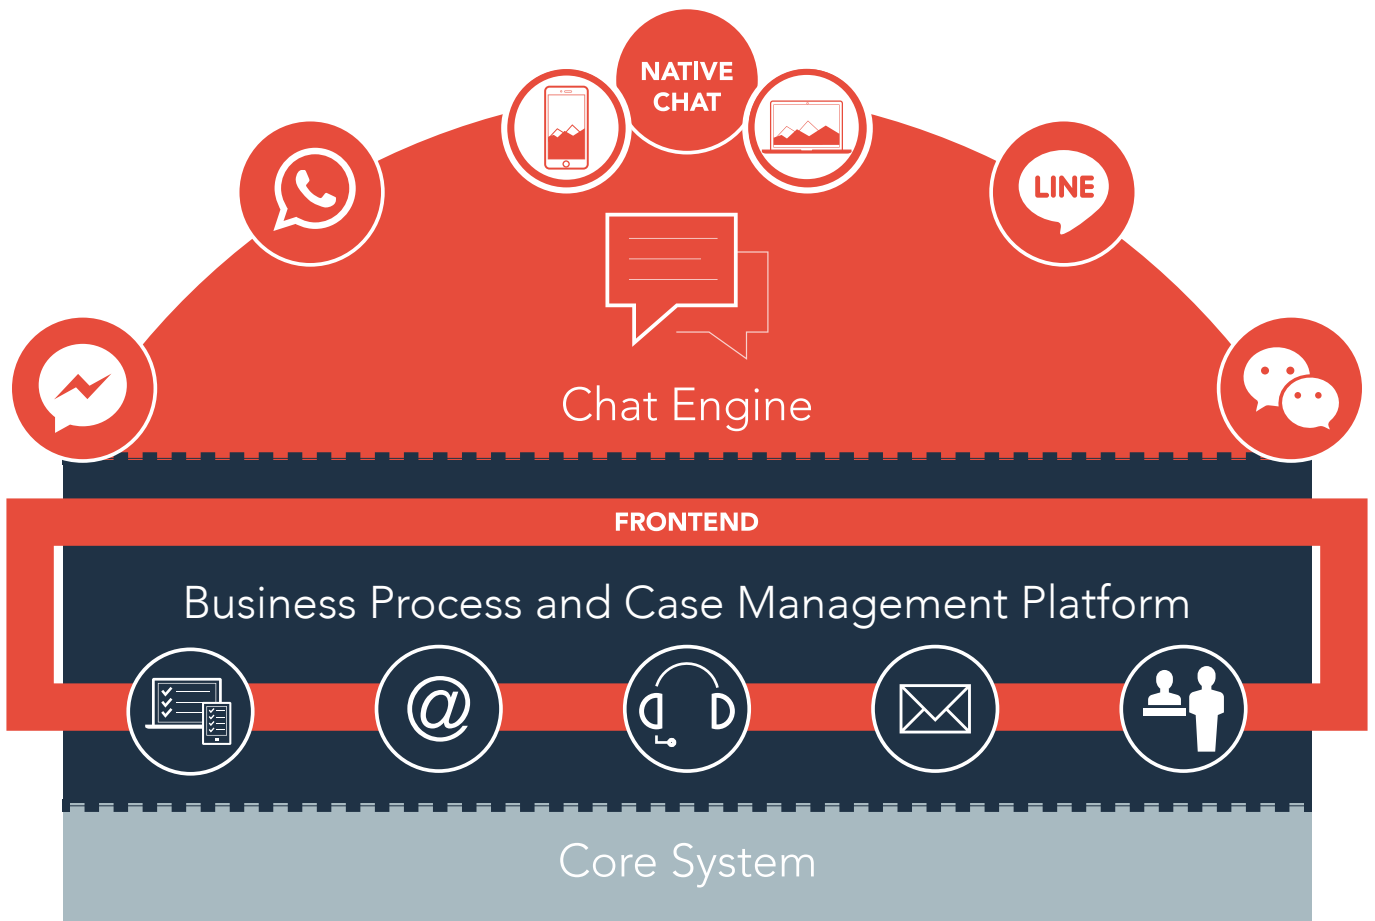 NATIVE
CHAT
LINE
Chat Engine
FRONTEND
Business Process and Case Management Platform
@
Core System